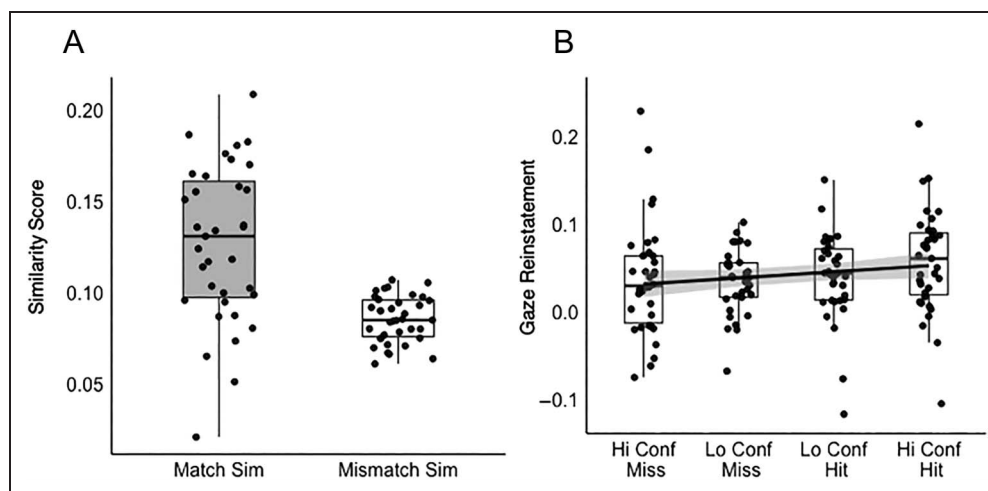 A
B
Similarity Score
0.20
0.15
0.10
0.05
Match Sim
Mismatch Sim
Gaze Reinstatement
0.2
0.1
0.0
−0.1
Hi Conf
Miss
Lo Conf
Miss
Lo Conf
Hit
Hi Conf
Hit